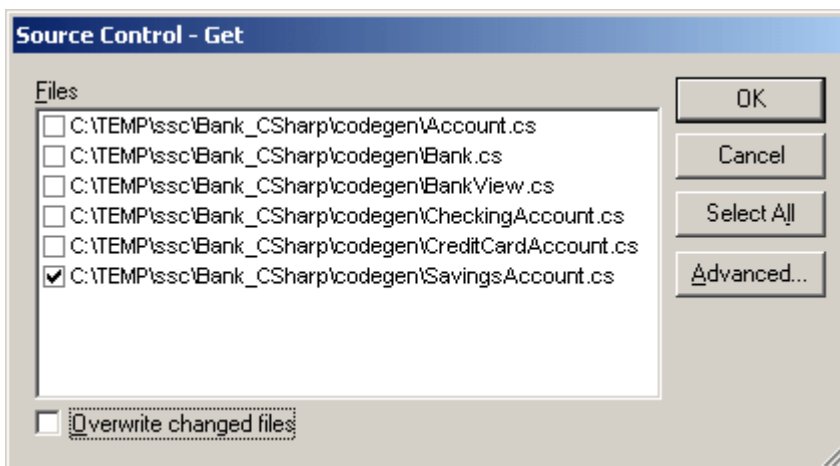 Source Control - Get
Files
C:\TEMP\ssc\Bank_CSharp\codegen\Account.cs
C:\TEMP\ssc\Bank_CSharp\codegen\Bank.cs
C:\TEMP\ssc\Bank_CSharp\codegen\BankView.cs
C:\TEMP\ssc\Bank_CSharp\codegen\CheckingAccount.cs
C:\TEMP\ssc\Bank_CSharp\codegen\CreditCardAccount.cs
C:\TEMP\ssc\Bank_CSharp\codegen\SavingsAccount.cs
Overwrite changed files
OK
Cancel
Select All
Advanced...